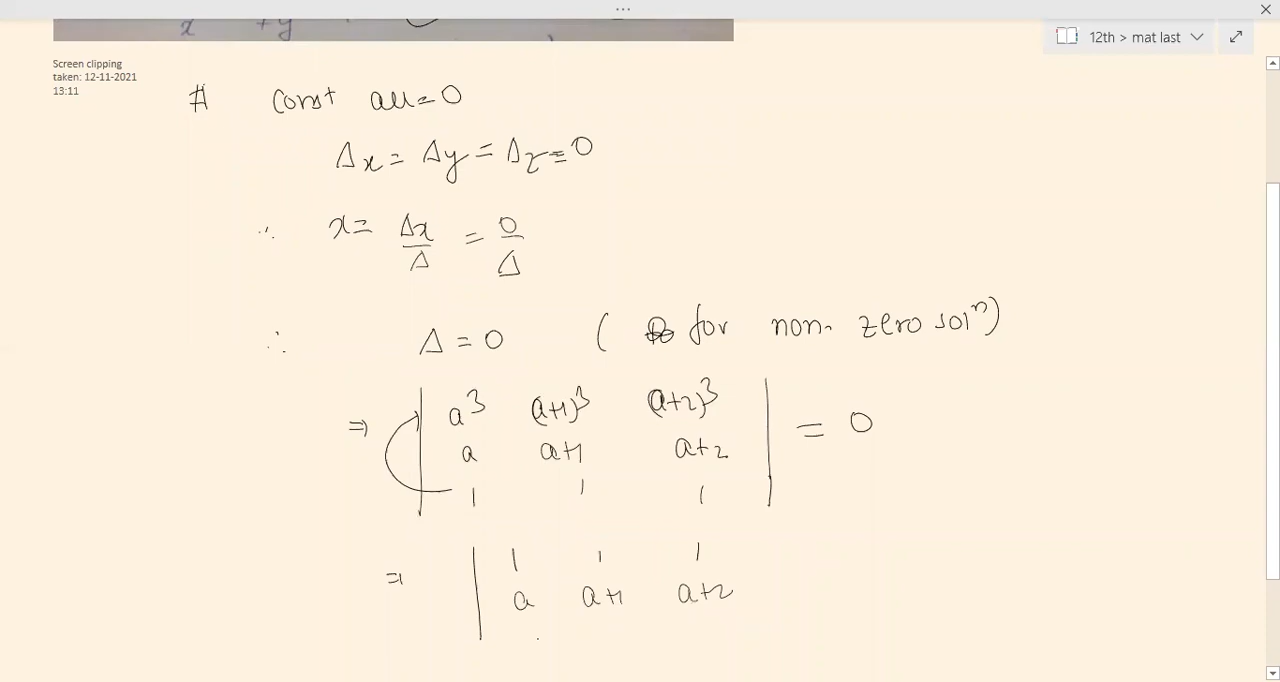 x + y
12th > mat last
Screen clipping
taken: 12-11-2021
13:11
# Const all = 0
Δx = Δy = Δz = 0
∴ x = Δx/Δ = 0/Δ
∴ Δ = 0 ( for non- zero solⁿ)
⇒ | a³ (a+1)³ (a+2)³ | = 0
a a+1 a+2
1 1 1
⇒ | 1 1 1
a a+1 a+2